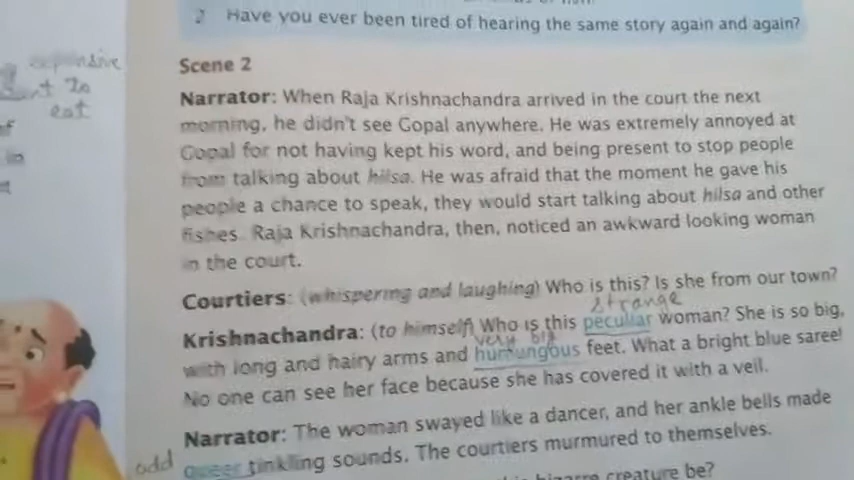 2 Have you ever been tired of hearing the same story again and again?
expensive
Scene 2
to
eat
Narrator: When Raja Krishnachandra arrived in the court the next
morning, he didn't see Gopal anywhere. He was extremely annoyed at
Gopal for not having kept his word, and being present to stop people
from talking about hilsa. He was afraid that the moment he gave his
people a chance to speak, they would start talking about hilsa and other
fishes. Raja Krishnachandra, then, noticed an awkward looking woman
in the court.
Courtiers: (whispering and laughing) Who is this? Is she from our town?
strange
Krishnachandra: (to himself) Who is this peculiar woman? She is so big,
very big
with long and hairy arms and humungous feet. What a bright blue saree!
No one can see her face because she has covered it with a veil.
Narrator: The woman swayed like a dancer, and her ankle bells made
odd
queer tinkling sounds. The courtiers murmured to themselves.
bizarre creature be?